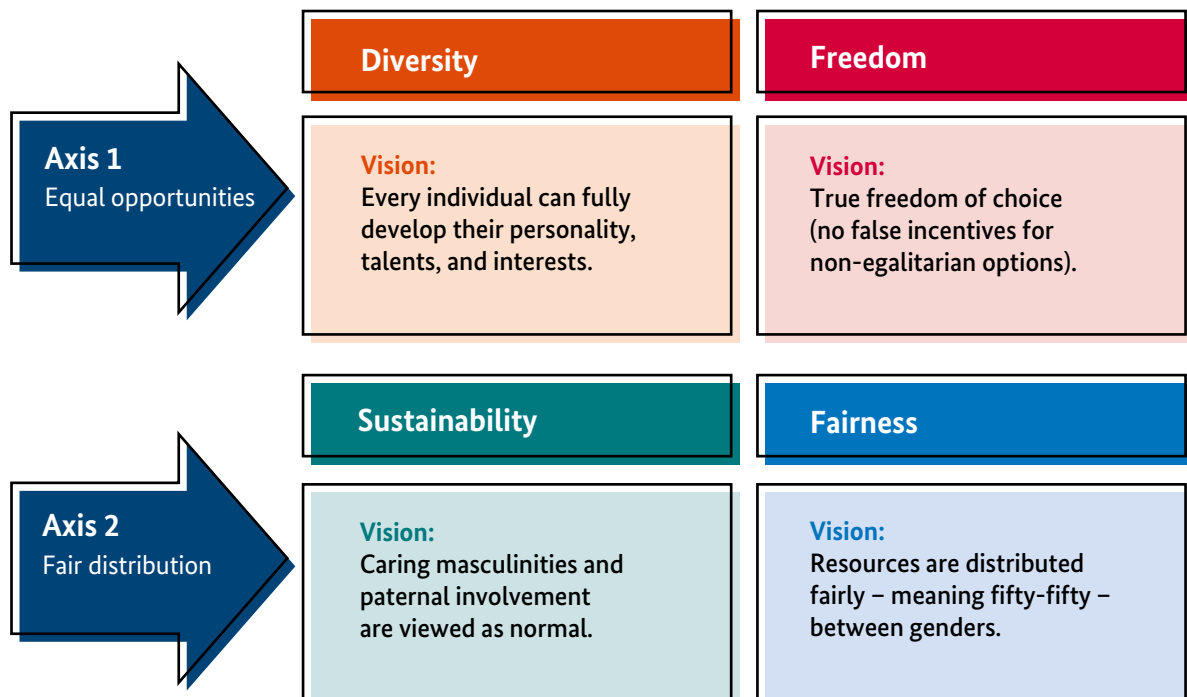 Axis 1
Equal opportunities
Diversity
Vision:
Every individual can fully
develop their personality,
talents, and interests.
Freedom
Vision:
True freedom of choice
(no false incentives for
non-egalitarian options).
Axis 2
Fair distribution
Sustainability
Vision:
Caring masculinities and
paternal involvement
are viewed as normal.
Fairness
Vision:
Resources are distributed
fairly – meaning fifty-fifty –
between genders.